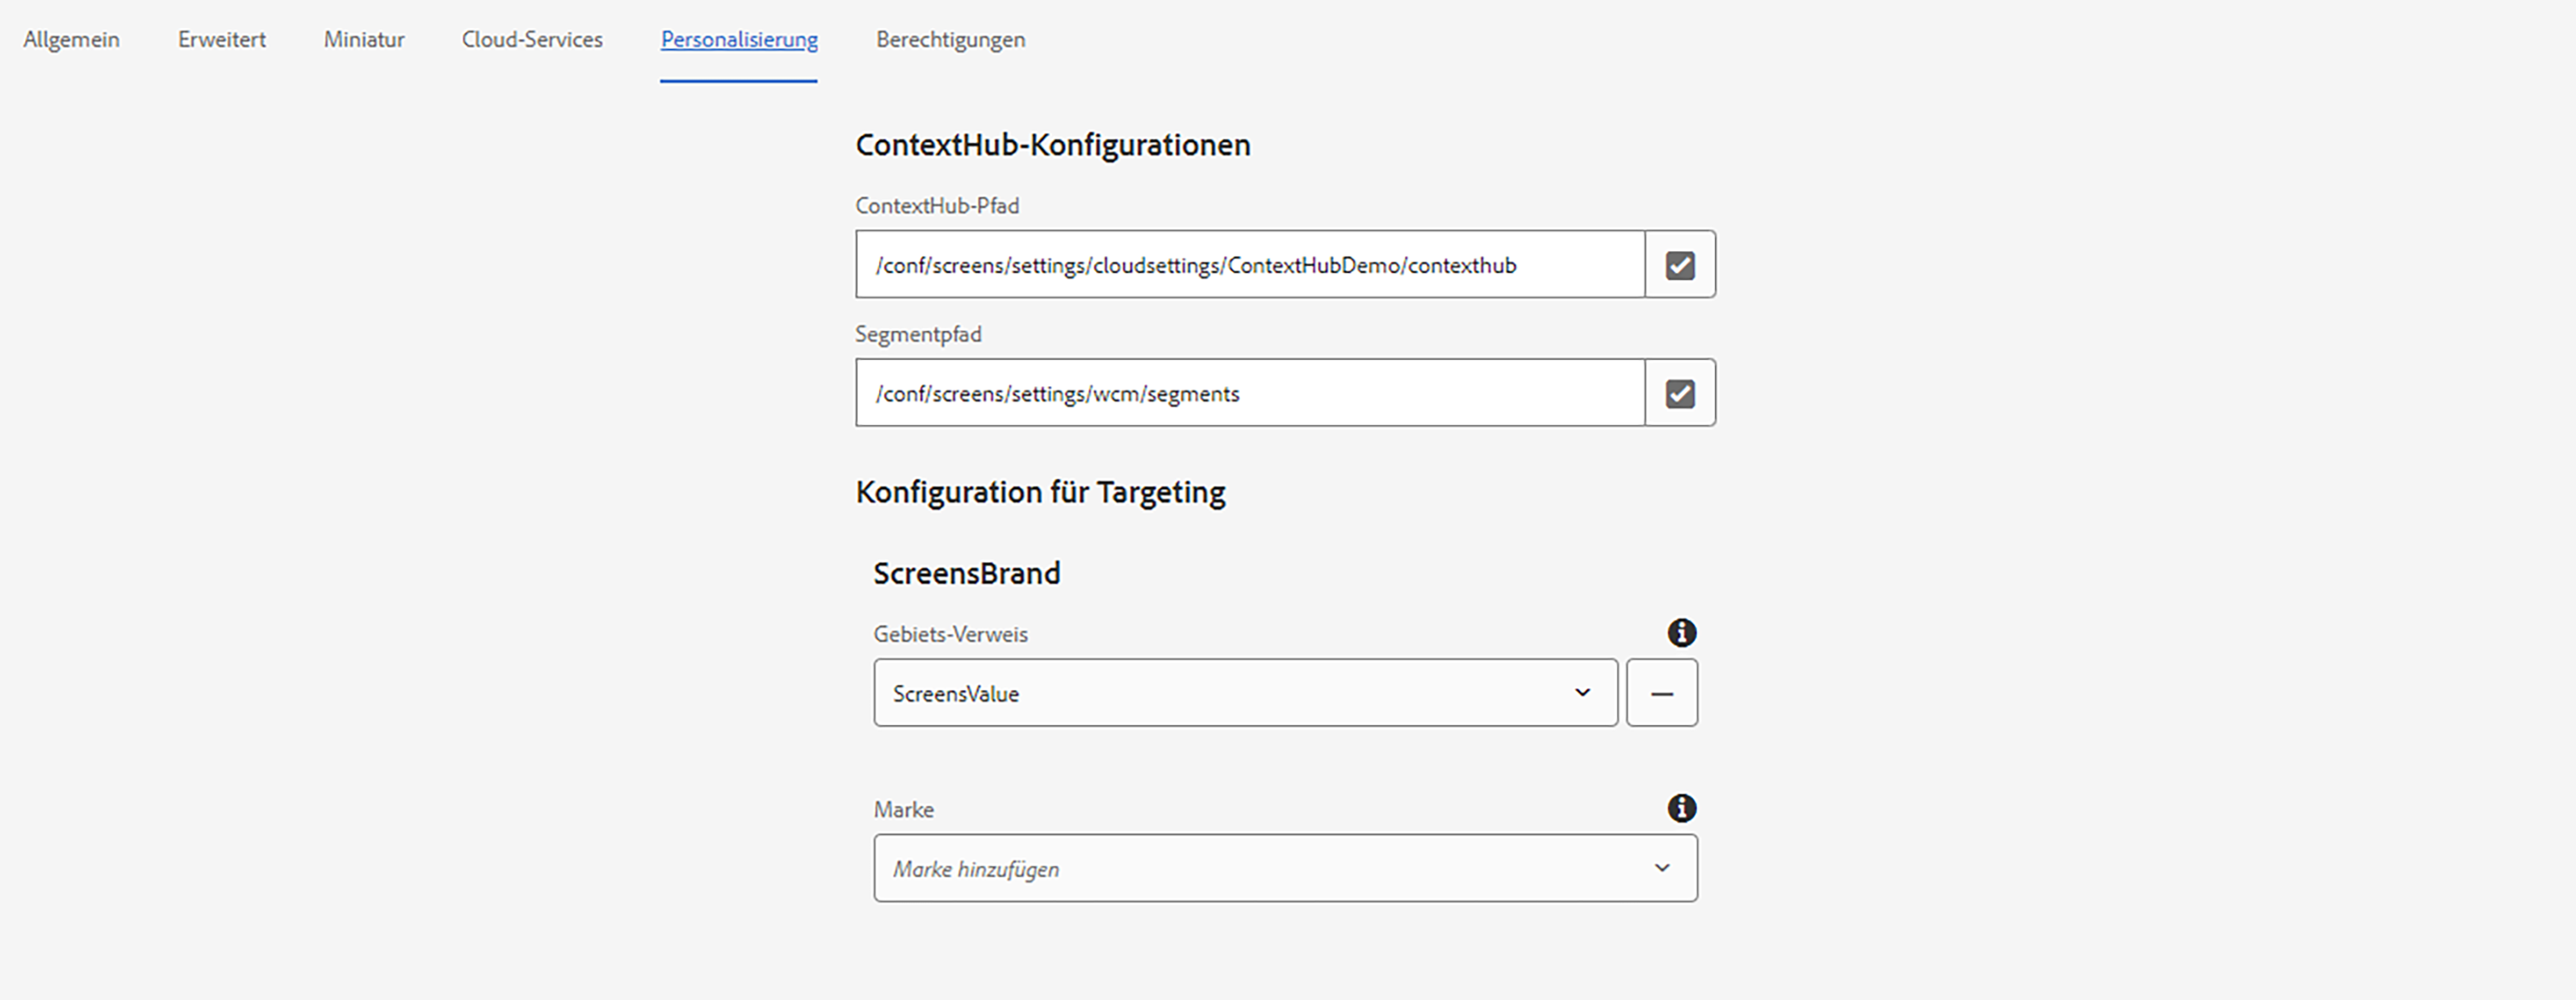 Allgemein Erweitert Miniatur Cloud-Services Personalisierung Berechtigungen
ContextHub-Konfigurationen
ContextHub-Pfad
/conf/screens/settings/cloudsettings/ContextHubDemo/contexthub
Segmentpfad
/conf/screens/settings/wcm/segments
Konfiguration für Targeting
ScreensBrand
Gebiets-Verweis
ScreensValue
Marke
Marke hinzufügen